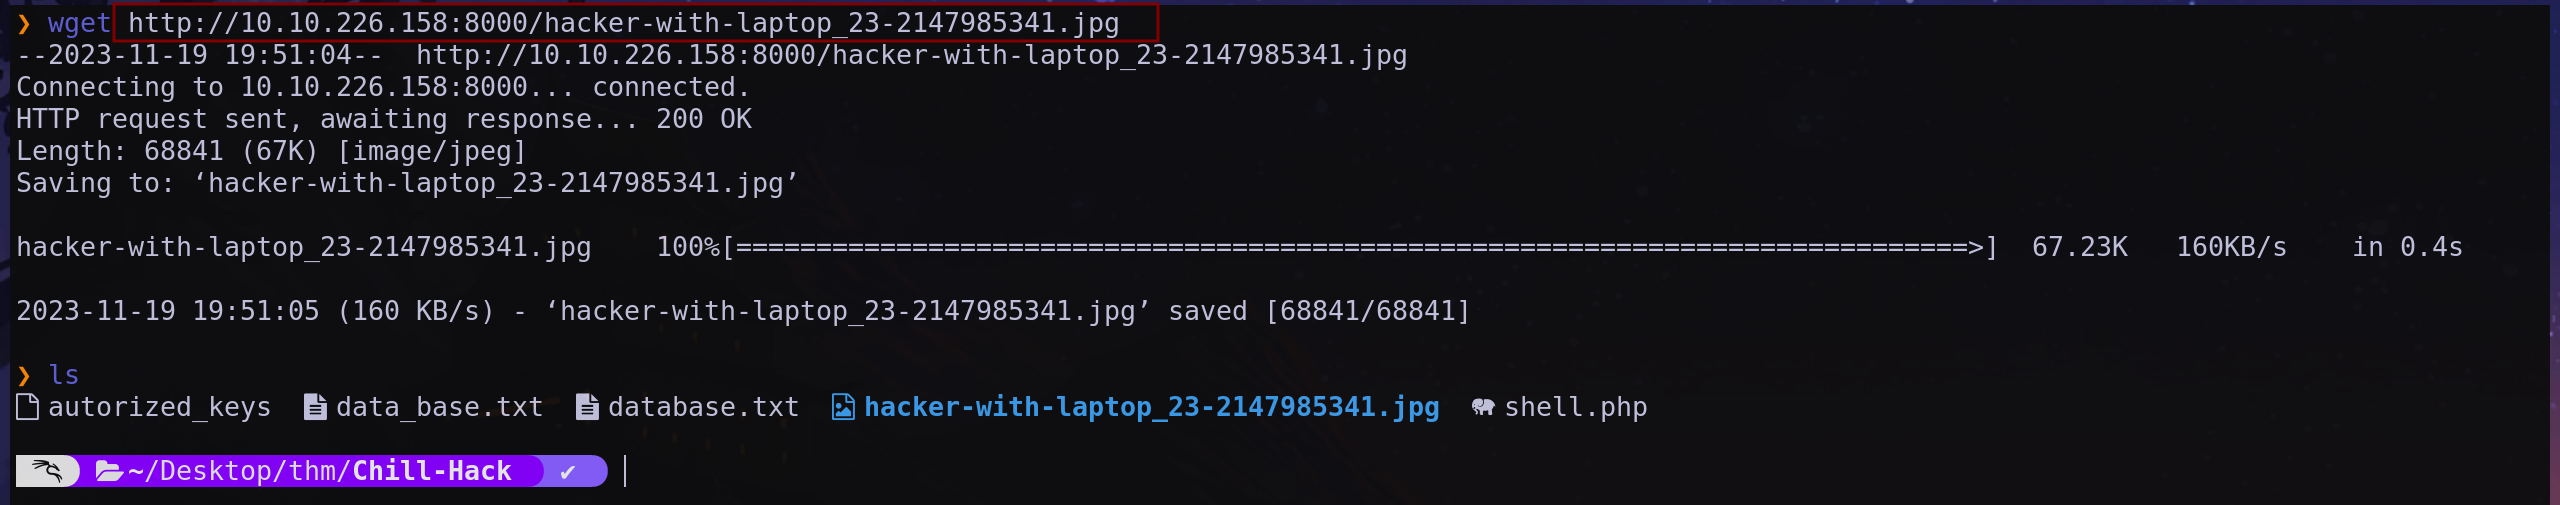 ❯ wget http://10.10.226.158:8000/hacker-with-laptop_23-2147985341.jpg
--2023-11-19 19:51:04--  http://10.10.226.158:8000/hacker-with-laptop_23-2147985341.jpg
Connecting to 10.10.226.158:8000... connected.
HTTP request sent, awaiting response... 200 OK
Length: 68841 (67K) [image/jpeg]
Saving to: ‘hacker-with-laptop_23-2147985341.jpg’
hacker-with-laptop_23-2147985341.jpg    100%[=============================================================================>]  67.23K   160KB/s    in 0.4s
2023-11-19 19:51:05 (160 KB/s) - ‘hacker-with-laptop_23-2147985341.jpg’ saved [68841/68841]
❯ ls
autorized_keys  data_base.txt  database.txt  hacker-with-laptop_23-2147985341.jpg  shell.php
~/Desktop/thm/Chill-Hack ✔